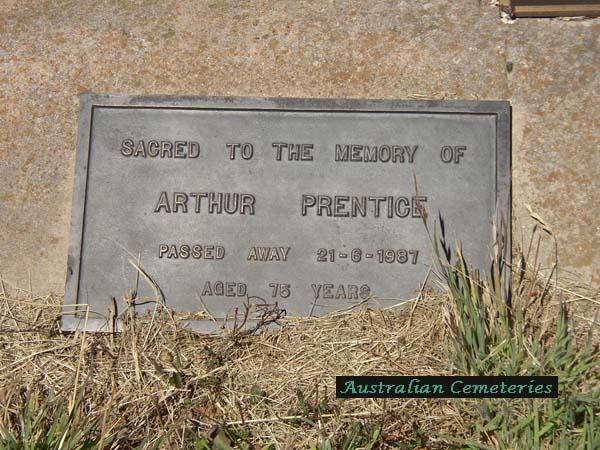 SACRED TO THE MEMORY OF
ARTHUR PRENTICE
PASSED AWAY 21-6-1987
AGED 75 YEARS
Australian Cemeteries